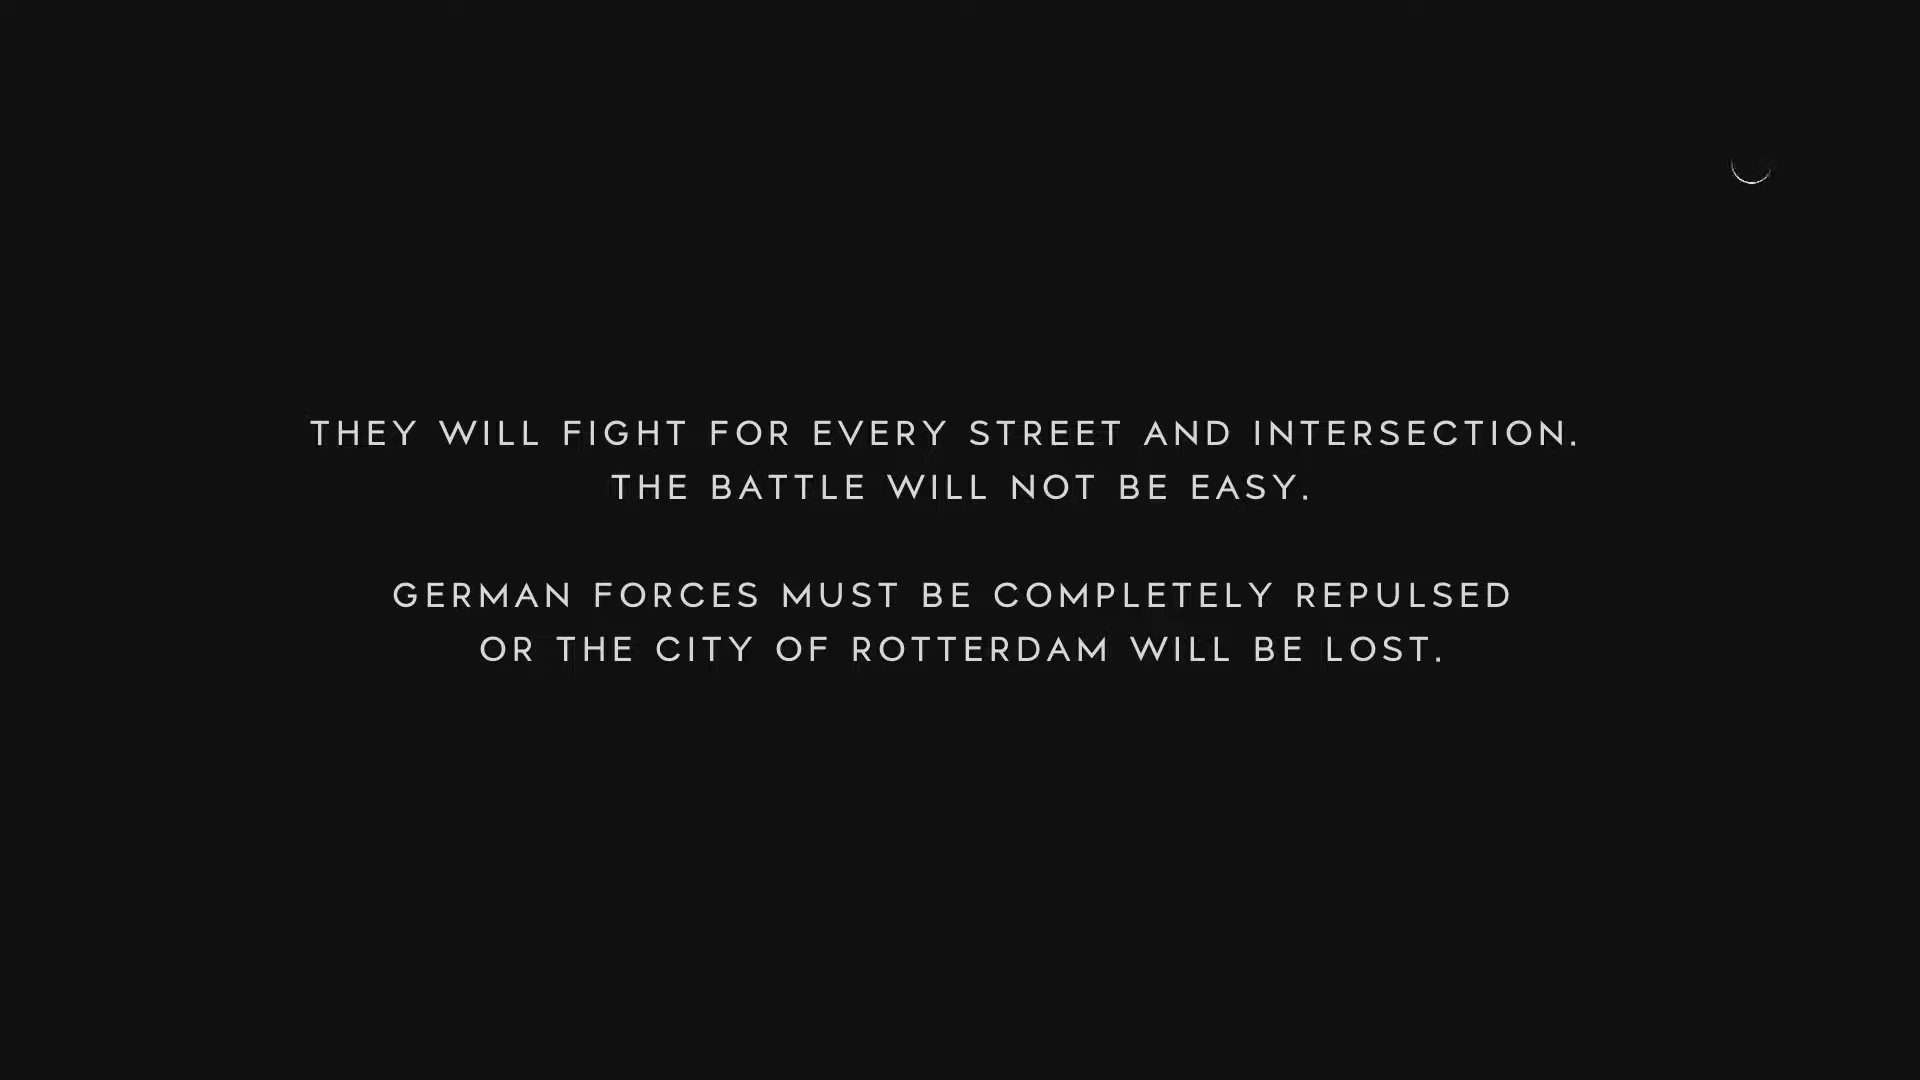 THEY WILL FIGHT FOR EVERY STREET AND INTERSECTION.
THE BATTLE WILL NOT BE EASY.
GERMAN FORCES MUST BE COMPLETELY REPULSED
OR THE CITY OF ROTTERDAM WILL BE LOST.